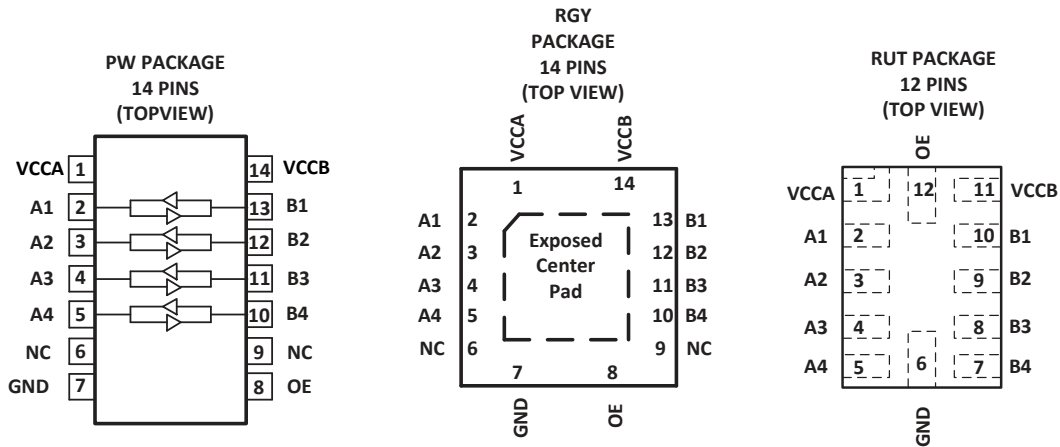 PW PACKAGE
14 PINS
(TOPVIEW)
VCCA 1 14 VCCB
A1 2 13 B1
A2 3 12 B2
A3 4 11 B3
A4 5 10 B4
NC 6 9 NC
GND 7 8 OE
RGY
PACKAGE
14 PINS
(TOP VIEW)
VCCA VCCB
1 14
A1 2 13 B1
A2 3 Exposed 12 B2
Center
A3 4 Pad 11 B3
A4 5 10 B4
NC 6 9 NC
7 8
GND OE
RUT PACKAGE
12 PINS
(TOP VIEW)
OE
VCCA 1 12 11 VCCB
A1 2 10 B1
A2 3 9 B2
A3 4 8 B3
A4 5 6 7 B4
GND